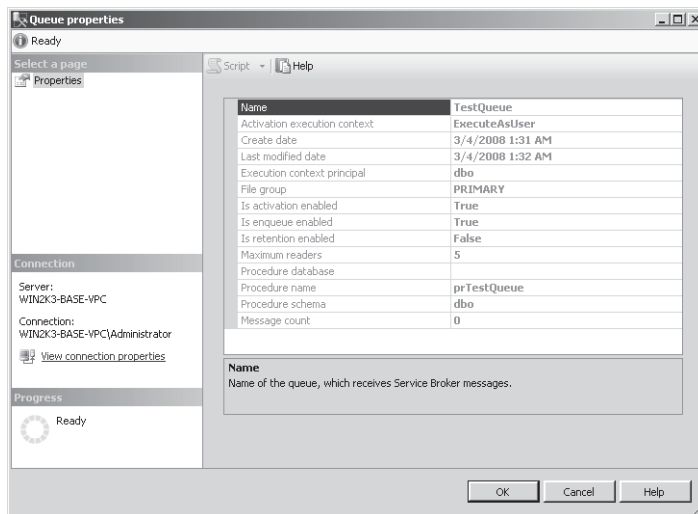 Queue properties
Ready
Select a page
Properties
Script
Help
Name TestQueue
Activation execution context ExecuteAsUser
Create date 3/4/2008 1:31 AM
Last modified date 3/4/2008 1:32 AM
Execution context principal dbo
File group PRIMARY
Is activation enabled True
Is enqueue enabled True
Is retention enabled False
Maximum readers 5
Procedure database
Procedure name prTestQueue
Procedure schema dbo
Message count 0
Connection
Server:
WIN2K3-BASE-VPC
Connection:
WIN2K3-BASE-VPC\Administrator
View connection properties
Name
Name of the queue, which receives Service Broker messages.
Progress
Ready
OK Cancel Help